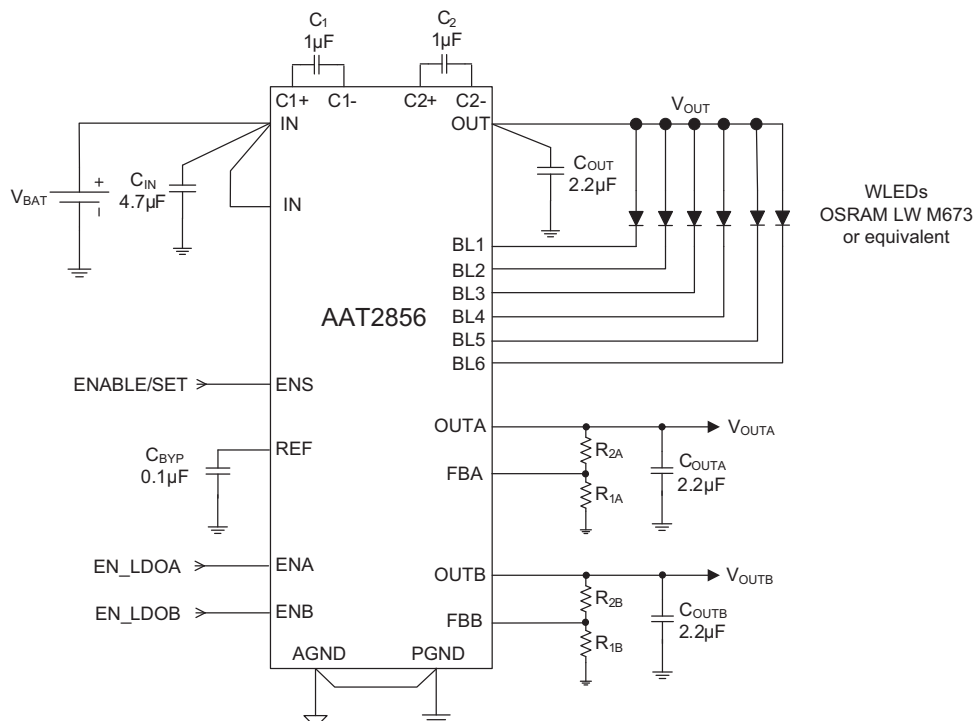 C1
1µF
C2
1µF
C1+ C1- C2+ C2-
IN
OUT
VOUT
CIN
4.7µF
COUT
2.2µF
VBAT
+
–
IN
WLEDs
OSRAM LW M673
or equivalent
BL1
BL2
BL3
BL4
BL5
BL6
AAT2856
ENABLE/SET
ENS
OUTA
VOUTA
REF
CBYP
0.1µF
R2A
FBA
COUTA
2.2µF
R1A
EN_LDOA
ENA
OUTB
VOUTB
EN_LDOB
ENB
R2B
FBB
COUTB
2.2µF
R1B
AGND PGND